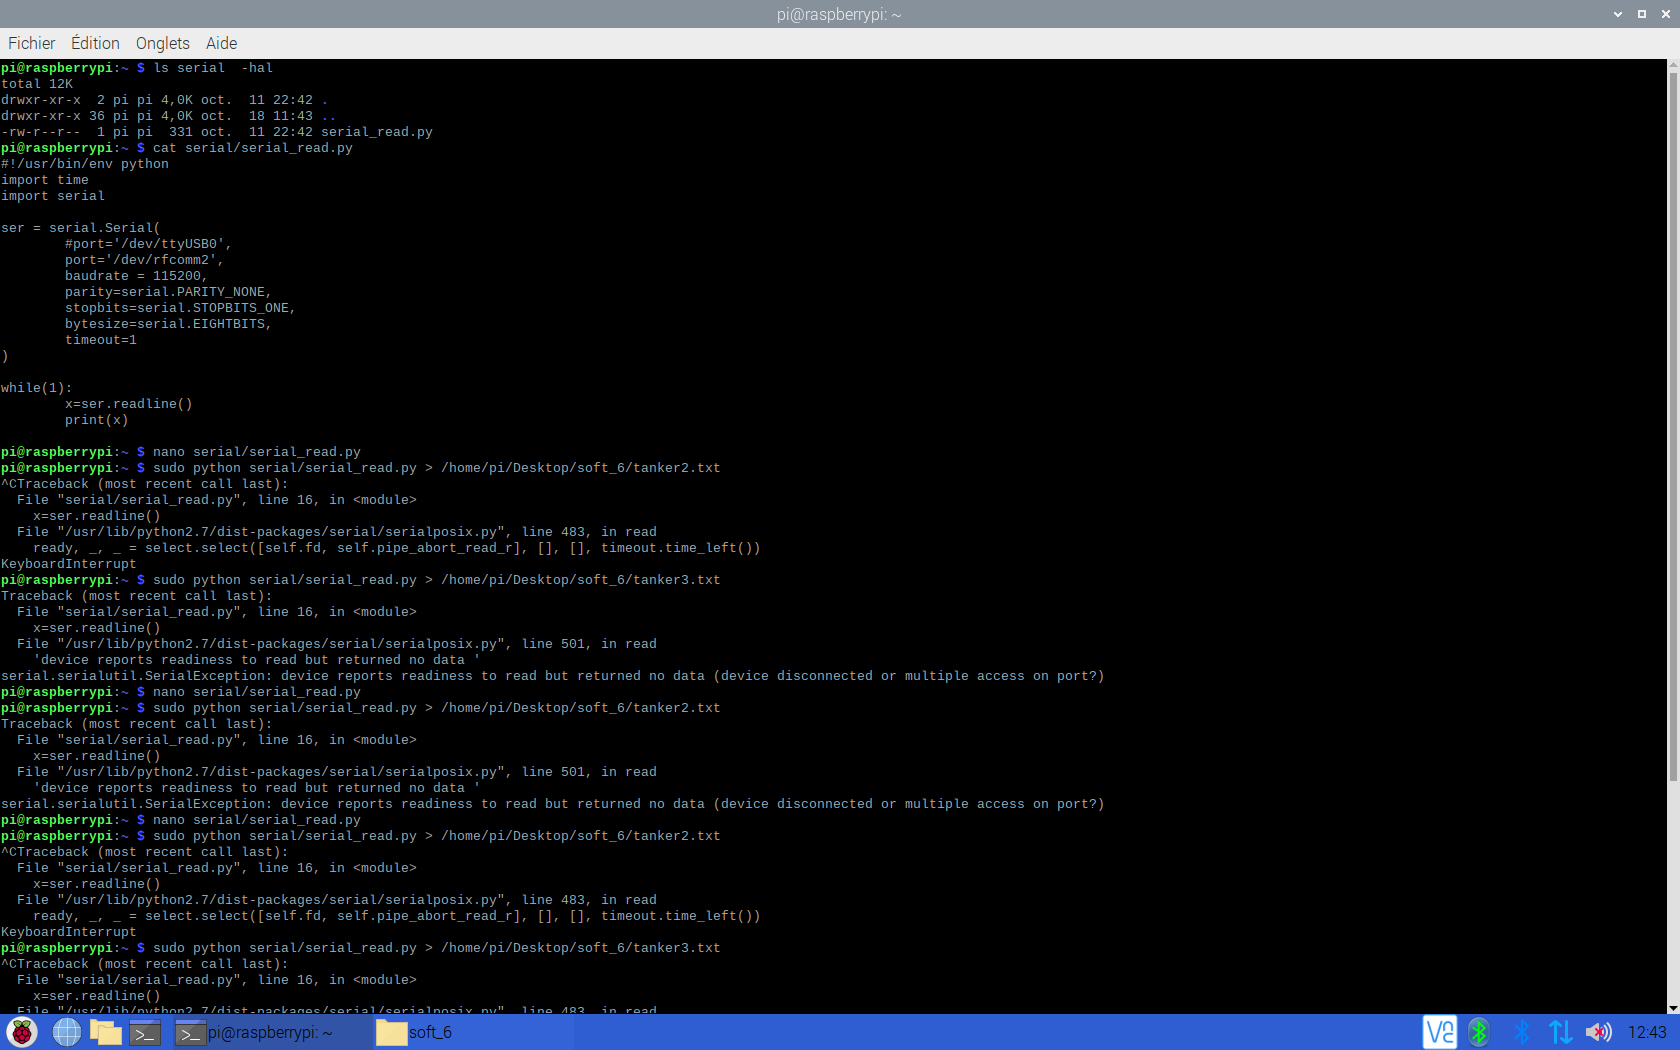 pi@raspberrypi: ~
Fichier Édition Onglets Aide
pi@raspberrypi:~ $ ls serial  -hal
total 12K
drwxr-xr-x  2 pi pi 4,0K oct.  11 22:42 .
drwxr-xr-x 36 pi pi 4,0K oct.  18 11:43 ..
-rw-r--r--  1 pi pi  331 oct.  11 22:42 serial_read.py
pi@raspberrypi:~ $ cat serial/serial_read.py
#!/usr/bin/env python
import time
import serial
ser = serial.Serial(
        #port='/dev/ttyUSB0',
        port='/dev/rfcomm2',
        baudrate = 115200,
        parity=serial.PARITY_NONE,
        stopbits=serial.STOPBITS_ONE,
        bytesize=serial.EIGHTBITS,
        timeout=1
)
while(1):
        x=ser.readline()
        print(x)
pi@raspberrypi:~ $ nano serial/serial_read.py
pi@raspberrypi:~ $ sudo python serial/serial_read.py > /home/pi/Desktop/soft_6/tanker2.txt
^CTraceback (most recent call last):
  File "serial/serial_read.py", line 16, in <module>
    x=ser.readline()
  File "/usr/lib/python2.7/dist-packages/serial/serialposix.py", line 483, in read
    ready, _, _ = select.select([self.fd, self.pipe_abort_read_r], [], [], timeout.time_left())
KeyboardInterrupt
pi@raspberrypi:~ $ sudo python serial/serial_read.py > /home/pi/Desktop/soft_6/tanker3.txt
Traceback (most recent call last):
  File "serial/serial_read.py", line 16, in <module>
    x=ser.readline()
  File "/usr/lib/python2.7/dist-packages/serial/serialposix.py", line 501, in read
    'device reports readiness to read but returned no data '
serial.serialutil.SerialException: device reports readiness to read but returned no data (device disconnected or multiple access on port?)
pi@raspberrypi:~ $ nano serial/serial_read.py
pi@raspberrypi:~ $ sudo python serial/serial_read.py > /home/pi/Desktop/soft_6/tanker2.txt
Traceback (most recent call last):
  File "serial/serial_read.py", line 16, in <module>
    x=ser.readline()
  File "/usr/lib/python2.7/dist-packages/serial/serialposix.py", line 501, in read
    'device reports readiness to read but returned no data '
serial.serialutil.SerialException: device reports readiness to read but returned no data (device disconnected or multiple access on port?)
pi@raspberrypi:~ $ nano serial/serial_read.py
pi@raspberrypi:~ $ sudo python serial/serial_read.py > /home/pi/Desktop/soft_6/tanker2.txt
^CTraceback (most recent call last):
  File "serial/serial_read.py", line 16, in <module>
    x=ser.readline()
  File "/usr/lib/python2.7/dist-packages/serial/serialposix.py", line 483, in read
    ready, _, _ = select.select([self.fd, self.pipe_abort_read_r], [], [], timeout.time_left())
KeyboardInterrupt
pi@raspberrypi:~ $ sudo python serial/serial_read.py > /home/pi/Desktop/soft_6/tanker3.txt
^CTraceback (most recent call last):
  File "serial/serial_read.py", line 16, in <module>
    x=ser.readline()
  File "/usr/lib/python2.7/dist-packages/serial/serialposix.py", line 483, in read
pi@raspberrypi: ~ soft_6 12:43